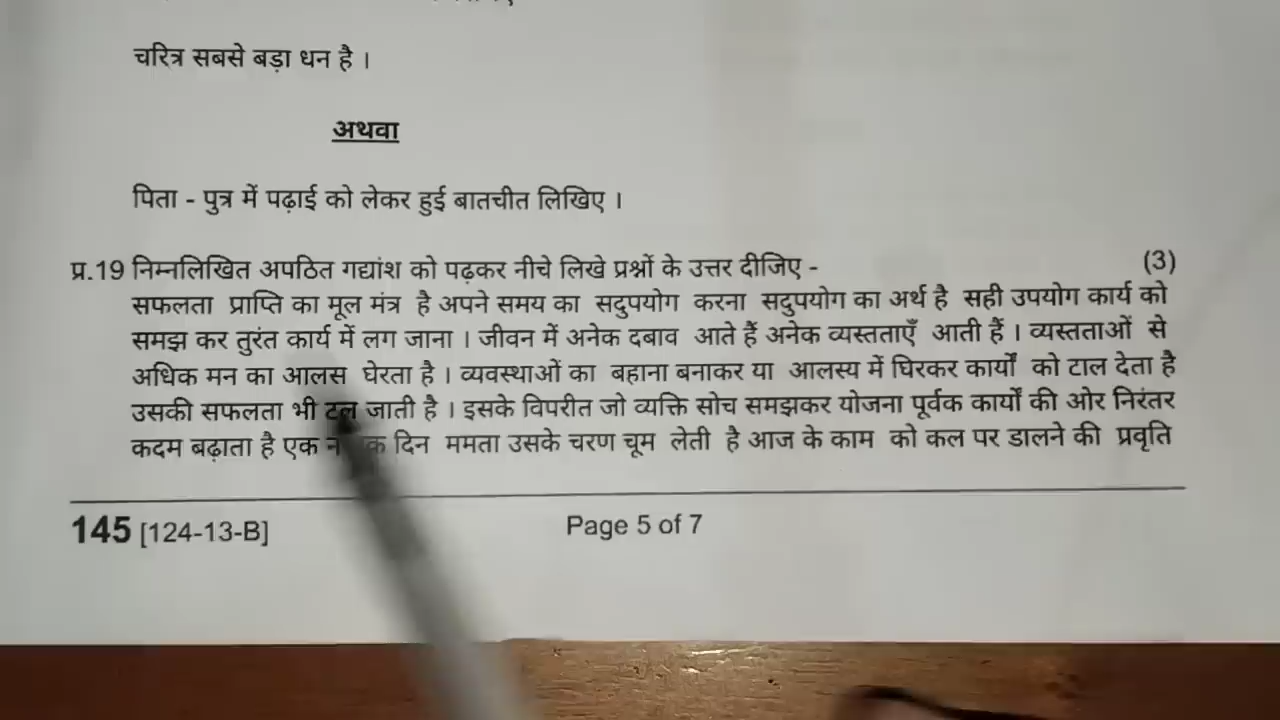 चरित्र सबसे बड़ा धन है ।
अथवा
पिता - पुत्र में पढ़ाई को लेकर हुई बातचीत लिखिए ।
प्र.19 निम्नलिखित अपठित गद्यांश को पढ़कर नीचे लिखे प्रश्नों के उत्तर दीजिए - (3)
सफलता प्राप्ति का मूल मंत्र है अपने समय का सदुपयोग करना सदुपयोग का अर्थ है सही उपयोग कार्य को
समझ कर तुरंत कार्य में लग जाना । जीवन में अनेक दबाव आते हैं अनेक व्यस्तताएँ आती हैं । व्यस्तताओं से
अधिक मन का आलस घेरता है । व्यवस्थाओं का बहाना बनाकर या आलस्य में घिरकर कार्यों को टाल देता है
उसकी सफलता भी टल जाती है । इसके विपरीत जो व्यक्ति सोच समझकर योजना पूर्वक कार्यों की ओर निरंतर
कदम बढ़ाता है एक दिन ममता उसके चरण चूम लेती है आज के काम को कल पर डालने की प्रवृति
145 [124-13-B] Page 5 of 7